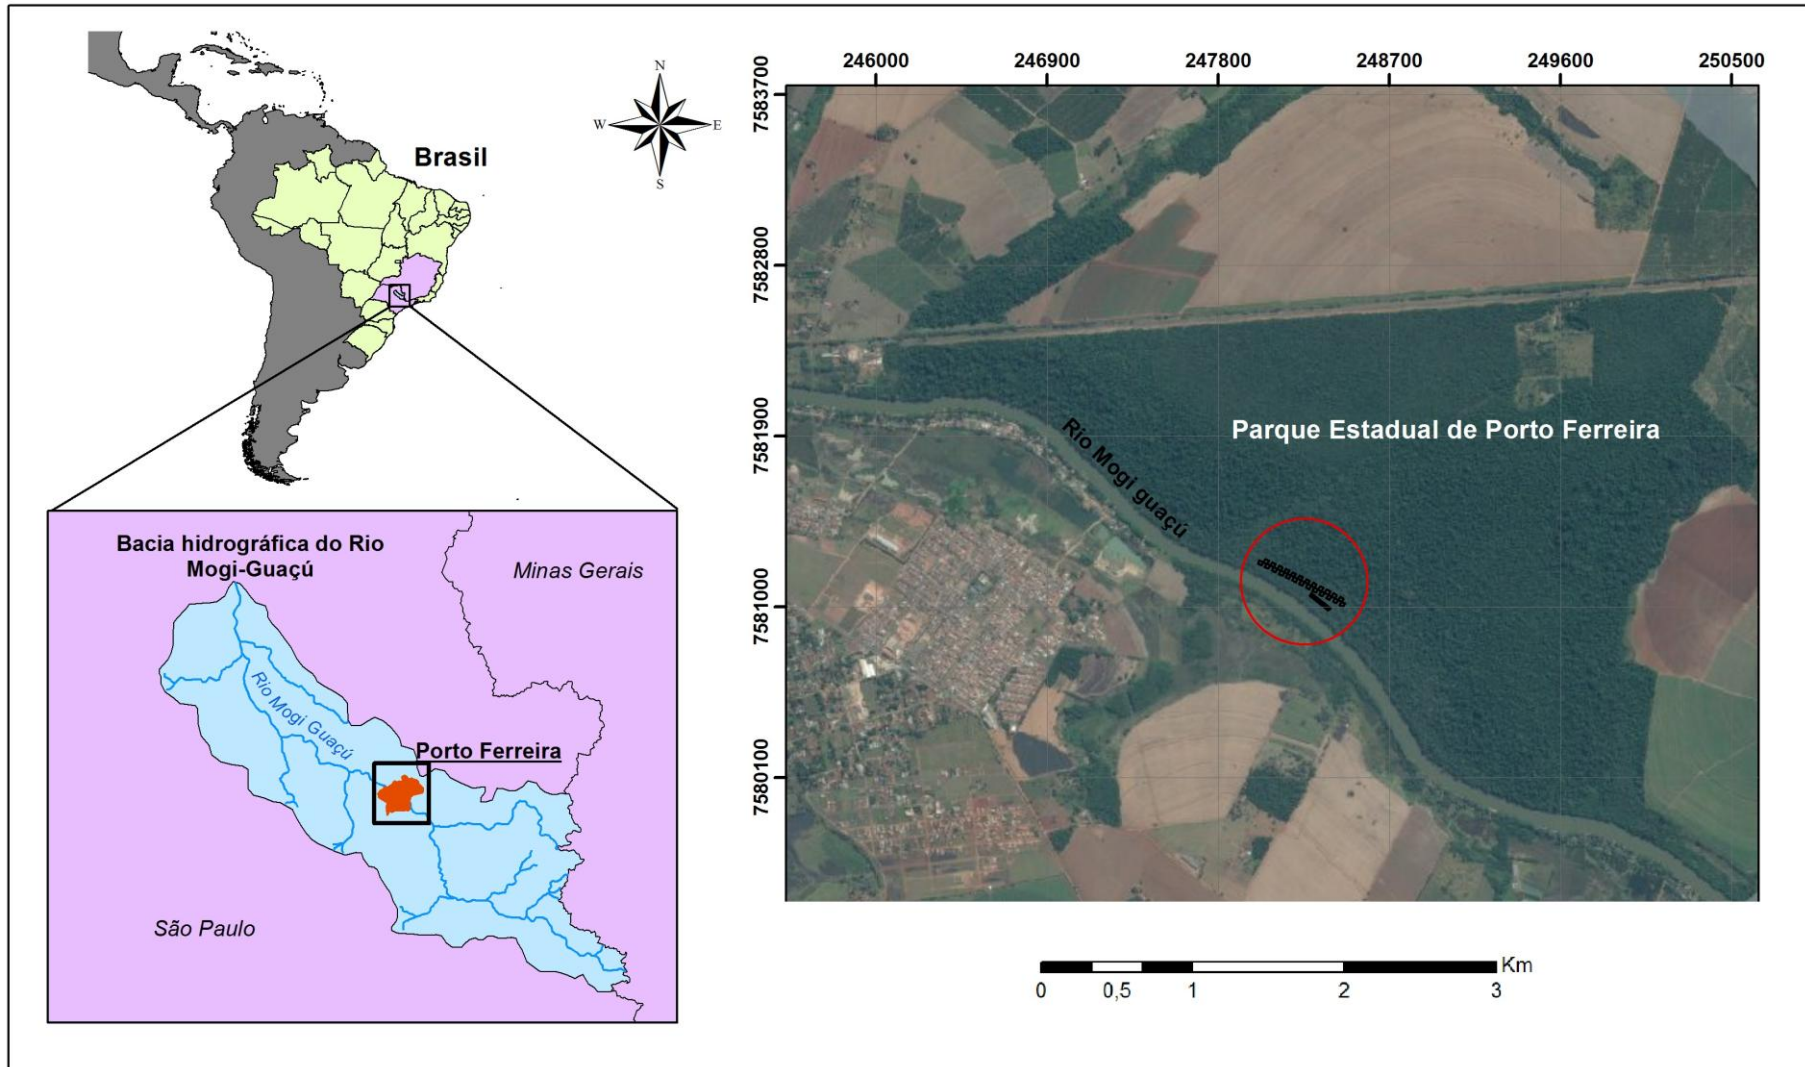 N
W E
S
Brasil
Bacia hidrográfica do Rio
Mogi-Guaçú
Minas Gerais
Rio Mogi Guaçú
Porto Ferreira
São Paulo
246000 246900 247800 248700 249600 250500
7583700
7582800
7581900
7581000
7580100
Parque Estadual de Porto Ferreira
Rio Mogi guaçú
Km
0 0,5 1 2 3